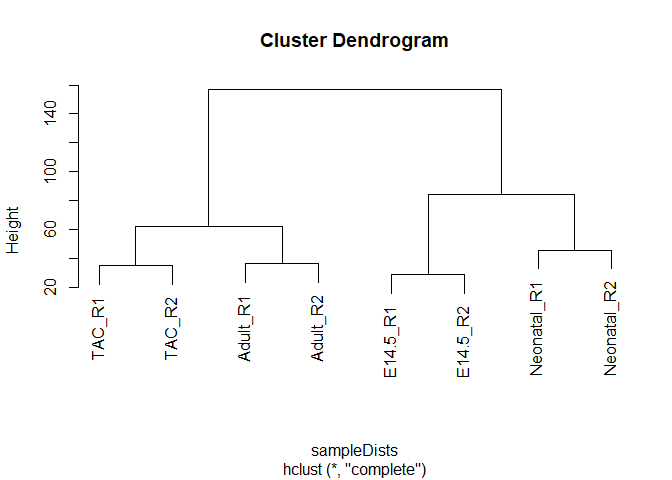 Cluster Dendrogram
Height
140
100
60
20
TAC_R1
TAC_R2
Adult_R1
Adult_R2
E14.5_R1
E14.5_R2
Neonatal_R1
Neonatal_R2
sampleDists
hclust (*, "complete")